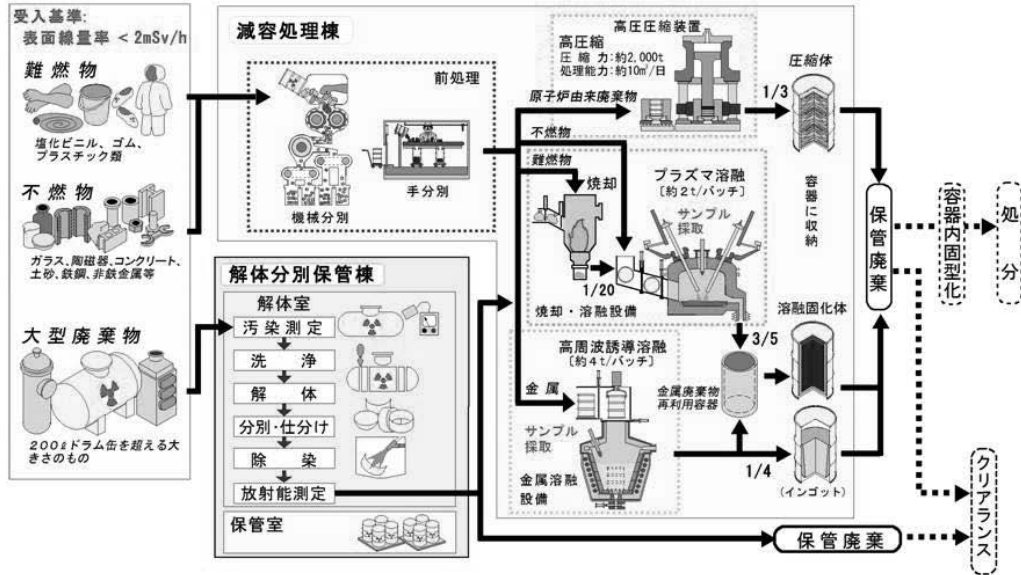 受入基準:
表面線量率 < 2mSv/h
難燃物
塩化ビニル、ゴム、
プラスチック類
不燃物
ガラス、陶磁器、コンクリート、
土砂、鉄鋼、非鉄金属等
大型廃棄物
200ℓドラム缶を超える大
きさのもの
減容処理棟
前処理
機械分別
手分別
解体分別保管棟
解体室
汚染測定
洗 浄
解 体
分別・仕分け
除 染
放射能測定
保管室
高圧圧縮装置
高圧縮
圧 縮 力:約2,000t
処理能力:約10㎥/日
原子炉由来廃棄物
1/3
圧縮体
不燃物
難燃物
焼却
1/20
プラズマ溶融
〔約2t/バッチ〕
サンプル
採取
焼却・溶融設備
3/5
高周波誘導溶融
〔約4t/バッチ〕
金 属
サンプル
採取
金属溶融
設備
金属廃棄物
再利用容器
1/4
容器に収納
溶融固化体
(インゴット)
保管廃棄
容器内固型化
処分
保管廃棄
クリアランス